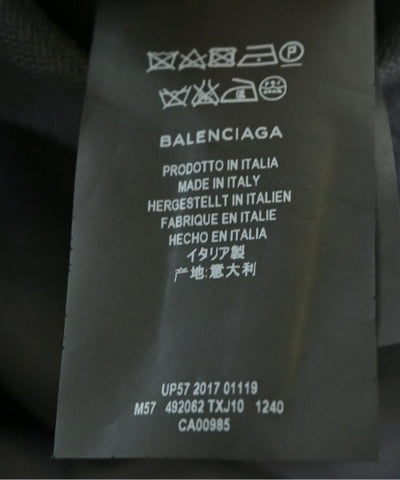 BALENCIAGA
PRODOTTO IN ITALIA
MADE IN ITALY
HERGESTELLT IN ITALIEN
FABRIQUE EN ITALIE
HECHO EN ITALIA
イタリア製
产地:意大利
UP57 2017 01119
M57 492062 TXJ10 1240
CA00985